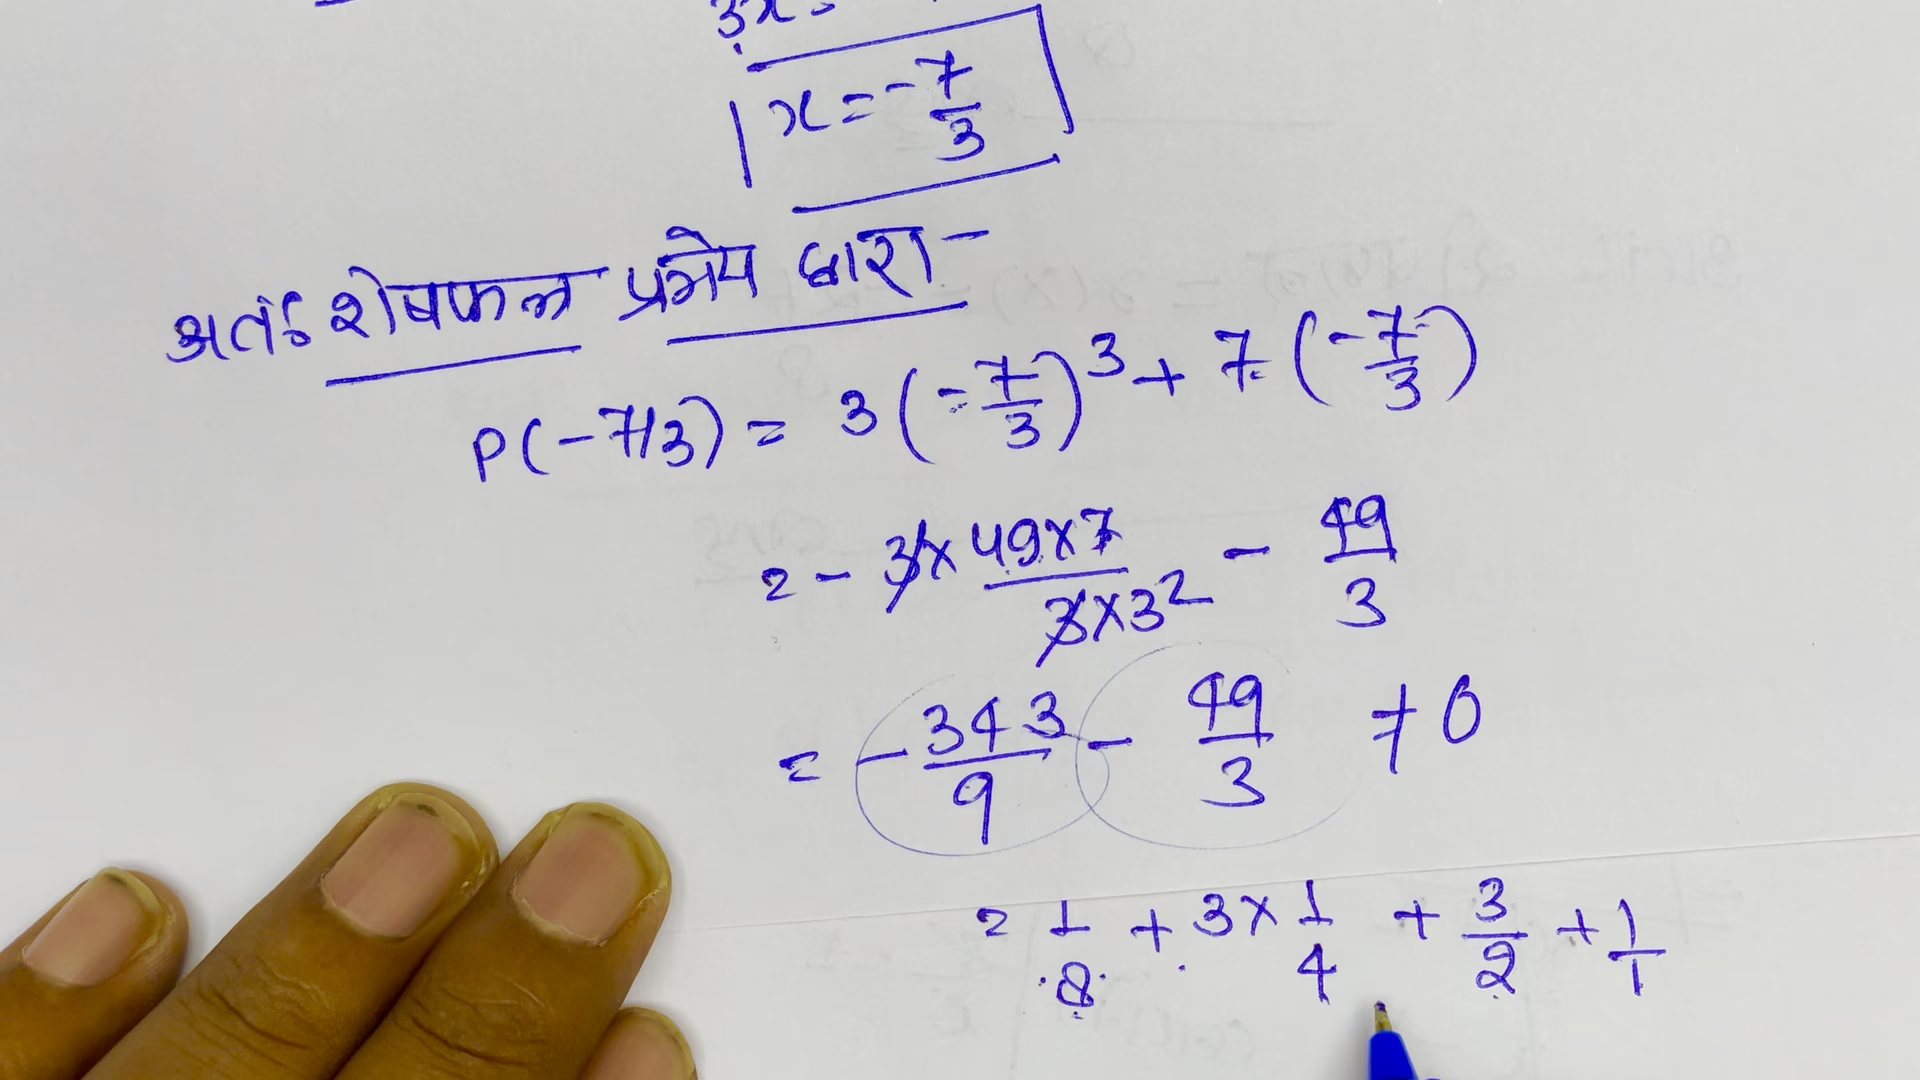 3x=
x = -7/3
अतः शेषफल प्रमेय द्वारा -
P(-7/3) = 3(-7/3)³ + 7(-7/3)
= - 3 × 49×7/3×3² - 49/3
= - 343/9 - 49/3 ≠ 0
= 1/8 + 3×1/4 + 3/2 + 1/1